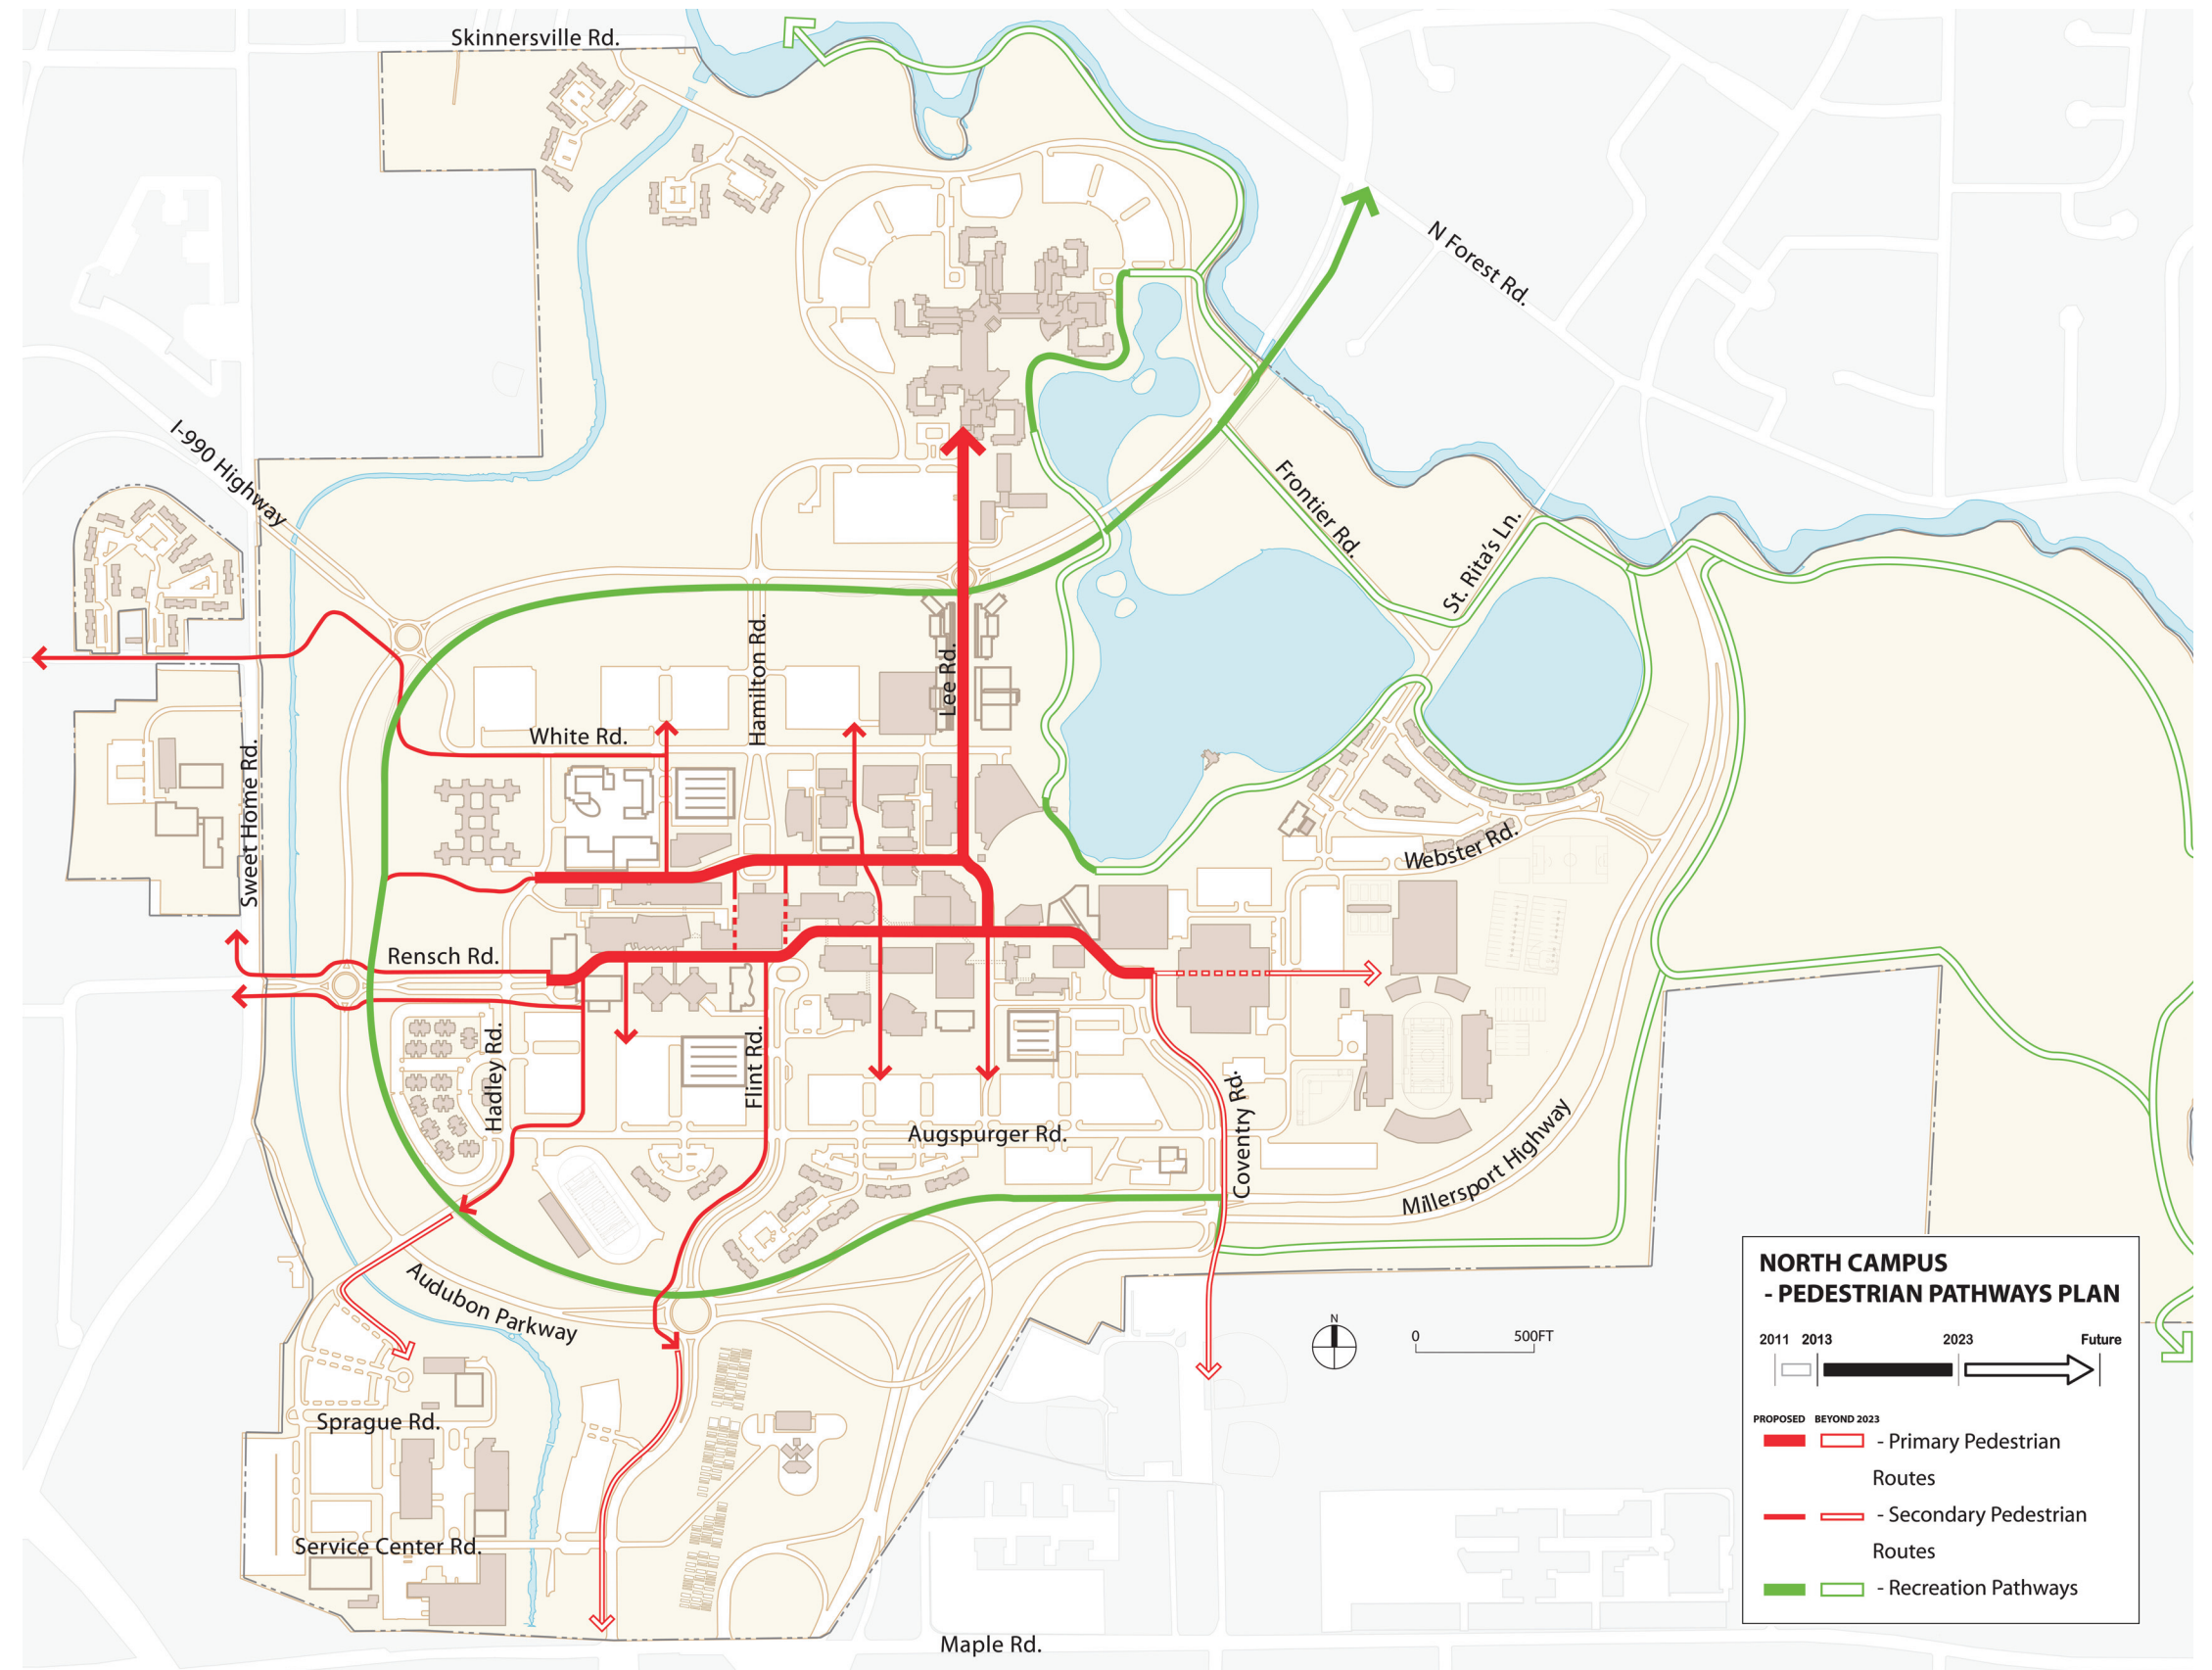 Skinnersville Rd.
N Forest Rd.
I-990 Highway
Frontier Rd.
St. Rita's Ln.
Hamilton Rd.
Lee Rd.
White Rd.
Sweet Home Rd.
Webster Rd.
Rensch Rd.
Hadley Rd.
Flint Rd.
Coventry Rd.
Augspurger Rd.
Millersport Highway
Audubon Parkway
Sprague Rd.
Service Center Rd.
Maple Rd.
N
0 500FT
NORTH CAMPUS
- PEDESTRIAN PATHWAYS PLAN
2011 2013 2023 Future
PROPOSED BEYOND 2023
- Primary Pedestrian
Routes
- Secondary Pedestrian
Routes
- Recreation Pathways